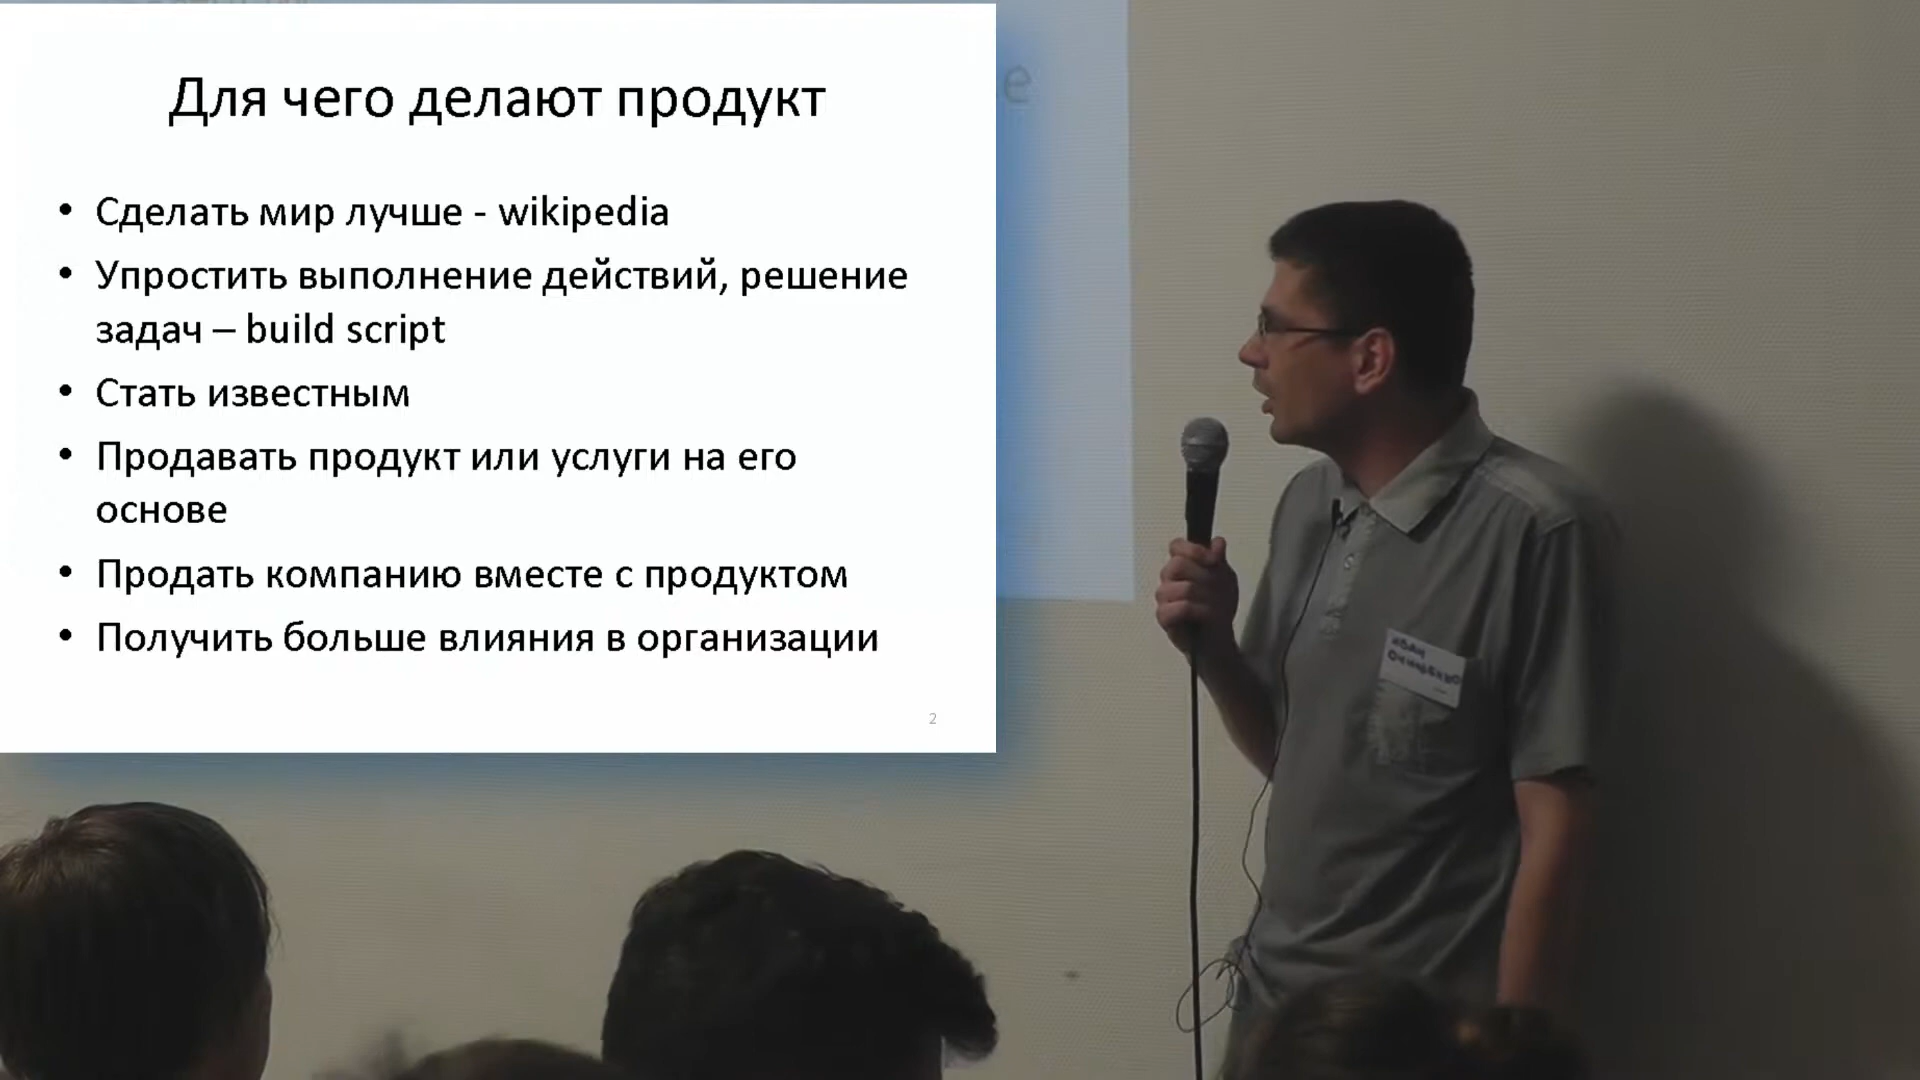 Для чего делают продукт
• Сделать мир лучше - wikipedia
• Упростить выполнение действий, решение
задач – build script
• Стать известным
• Продавать продукт или услуги на его
основе
• Продать компанию вместе с продуктом
• Получить больше влияния в организации
2
е